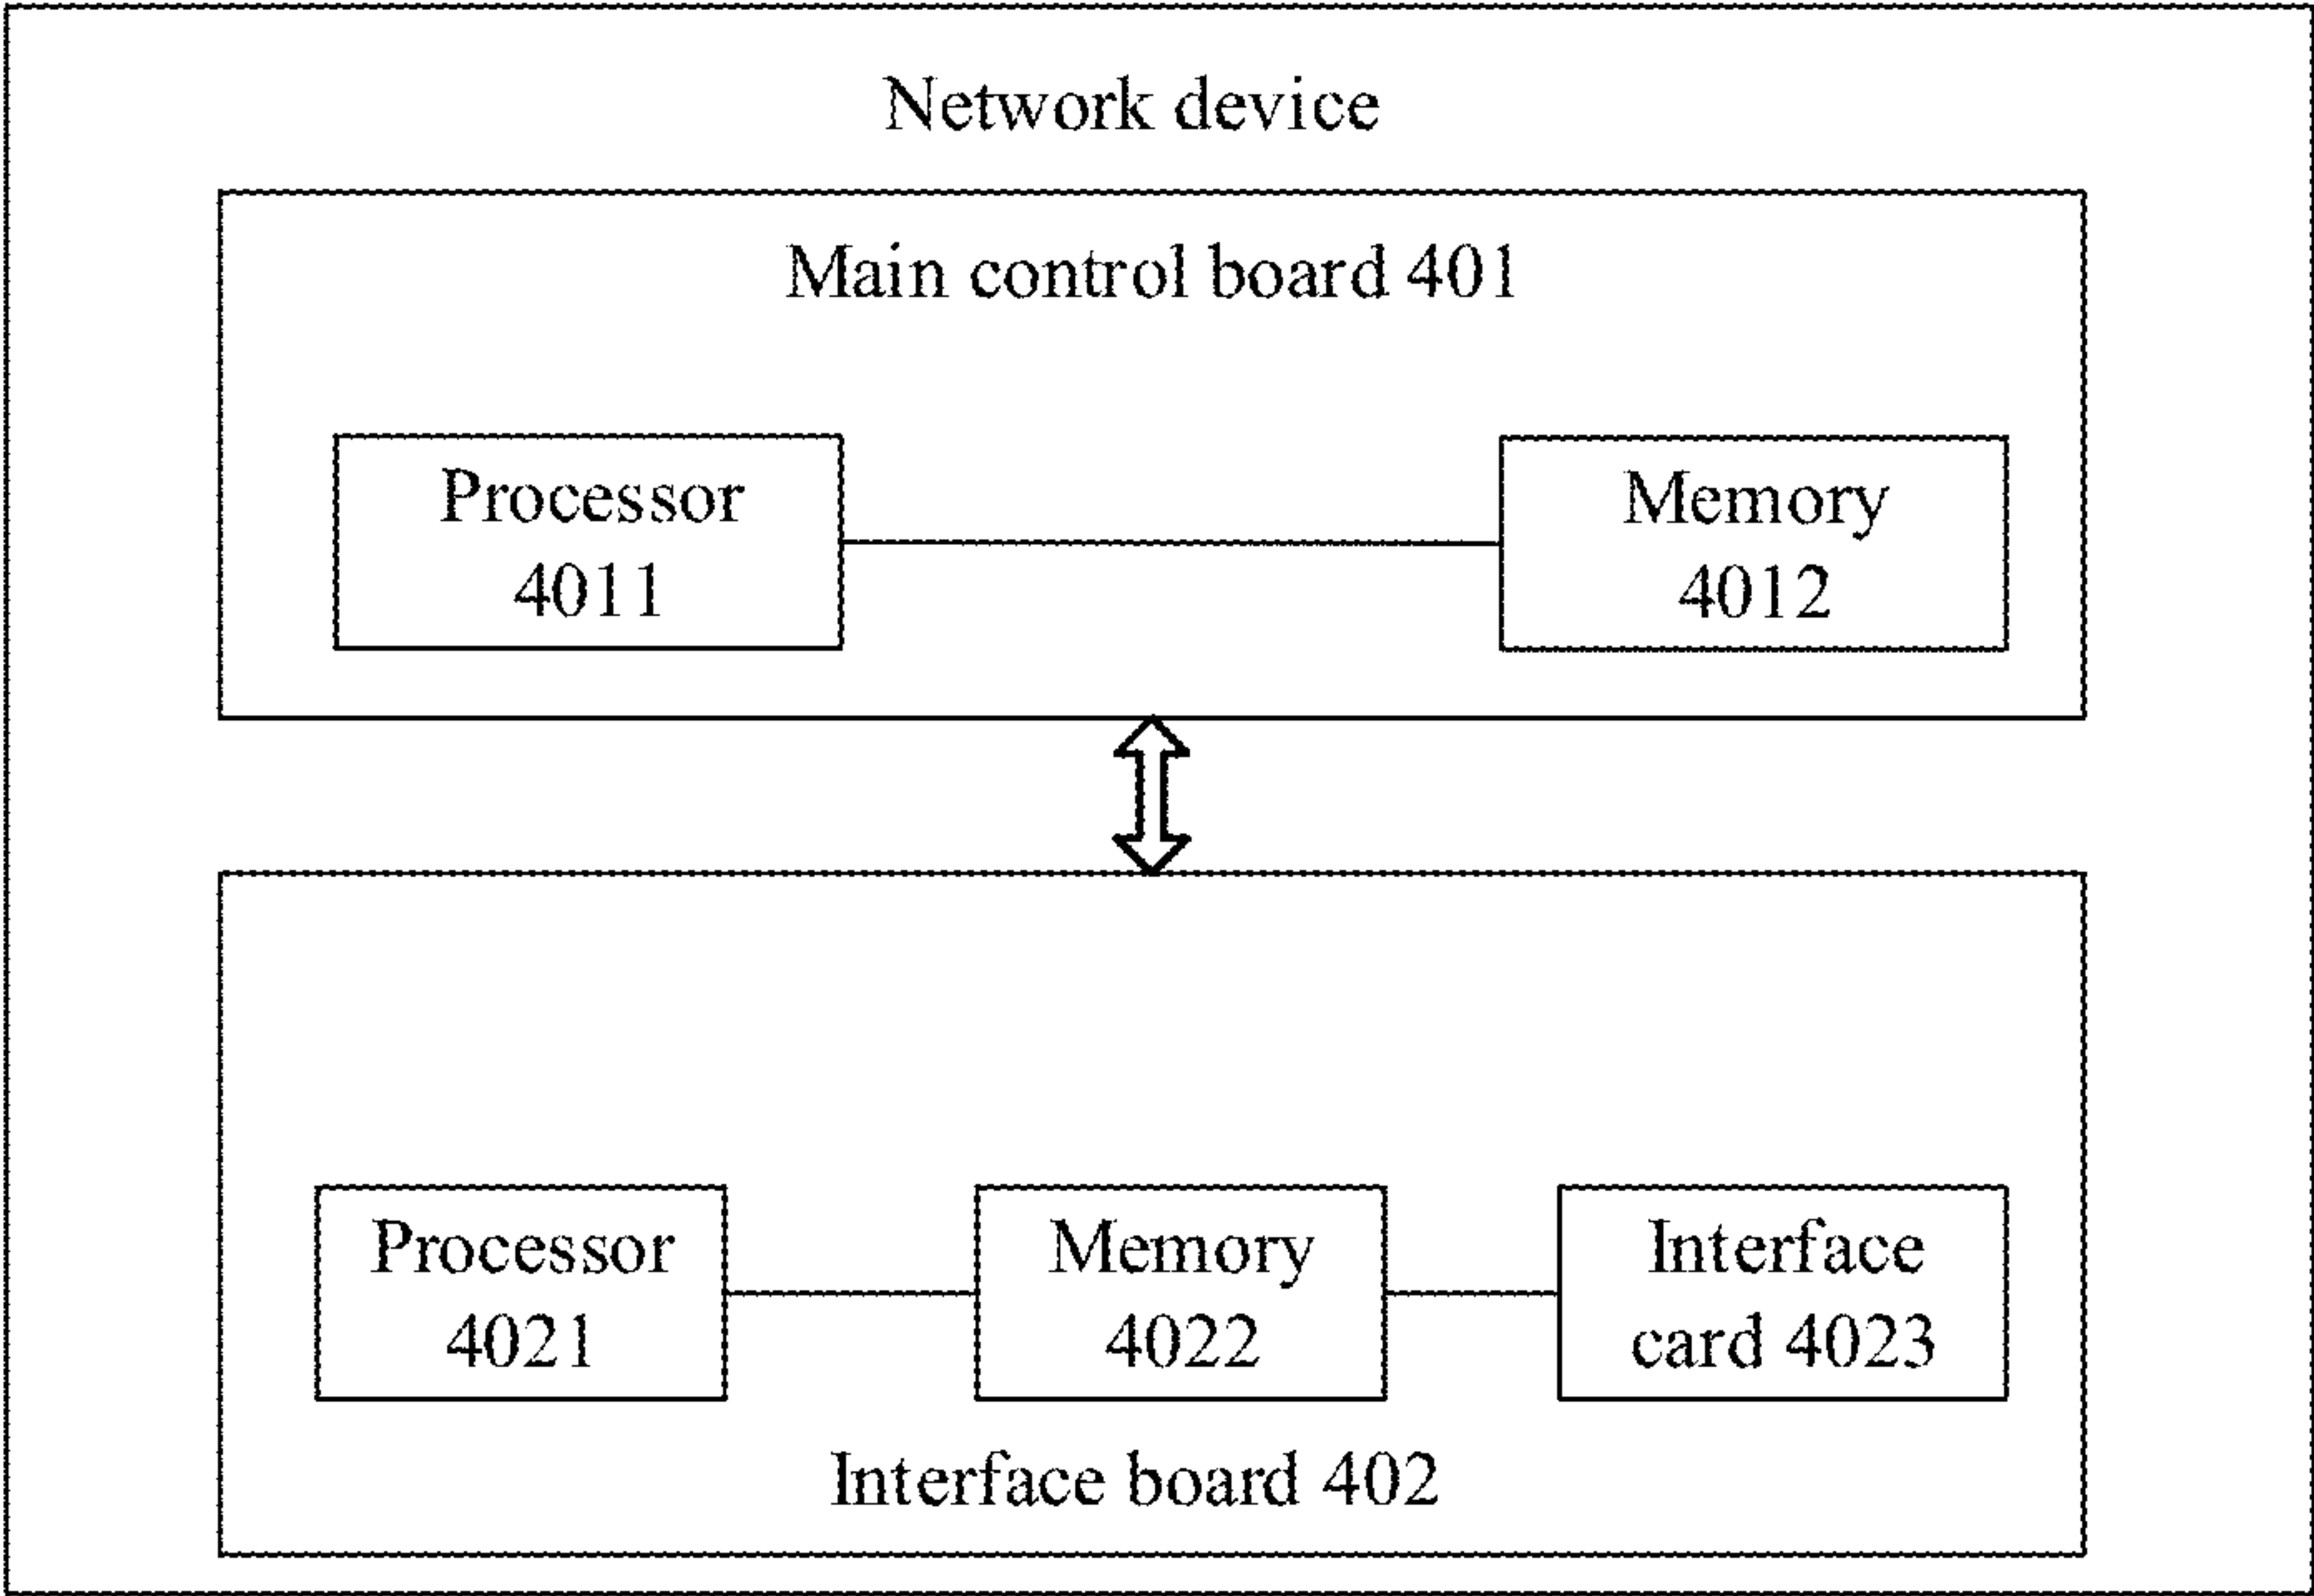 Network device
Main control board 401
Processor
4011
Memory
4012
Processor
4021
Memory
4022
Interface
card 4023
Interface board 402